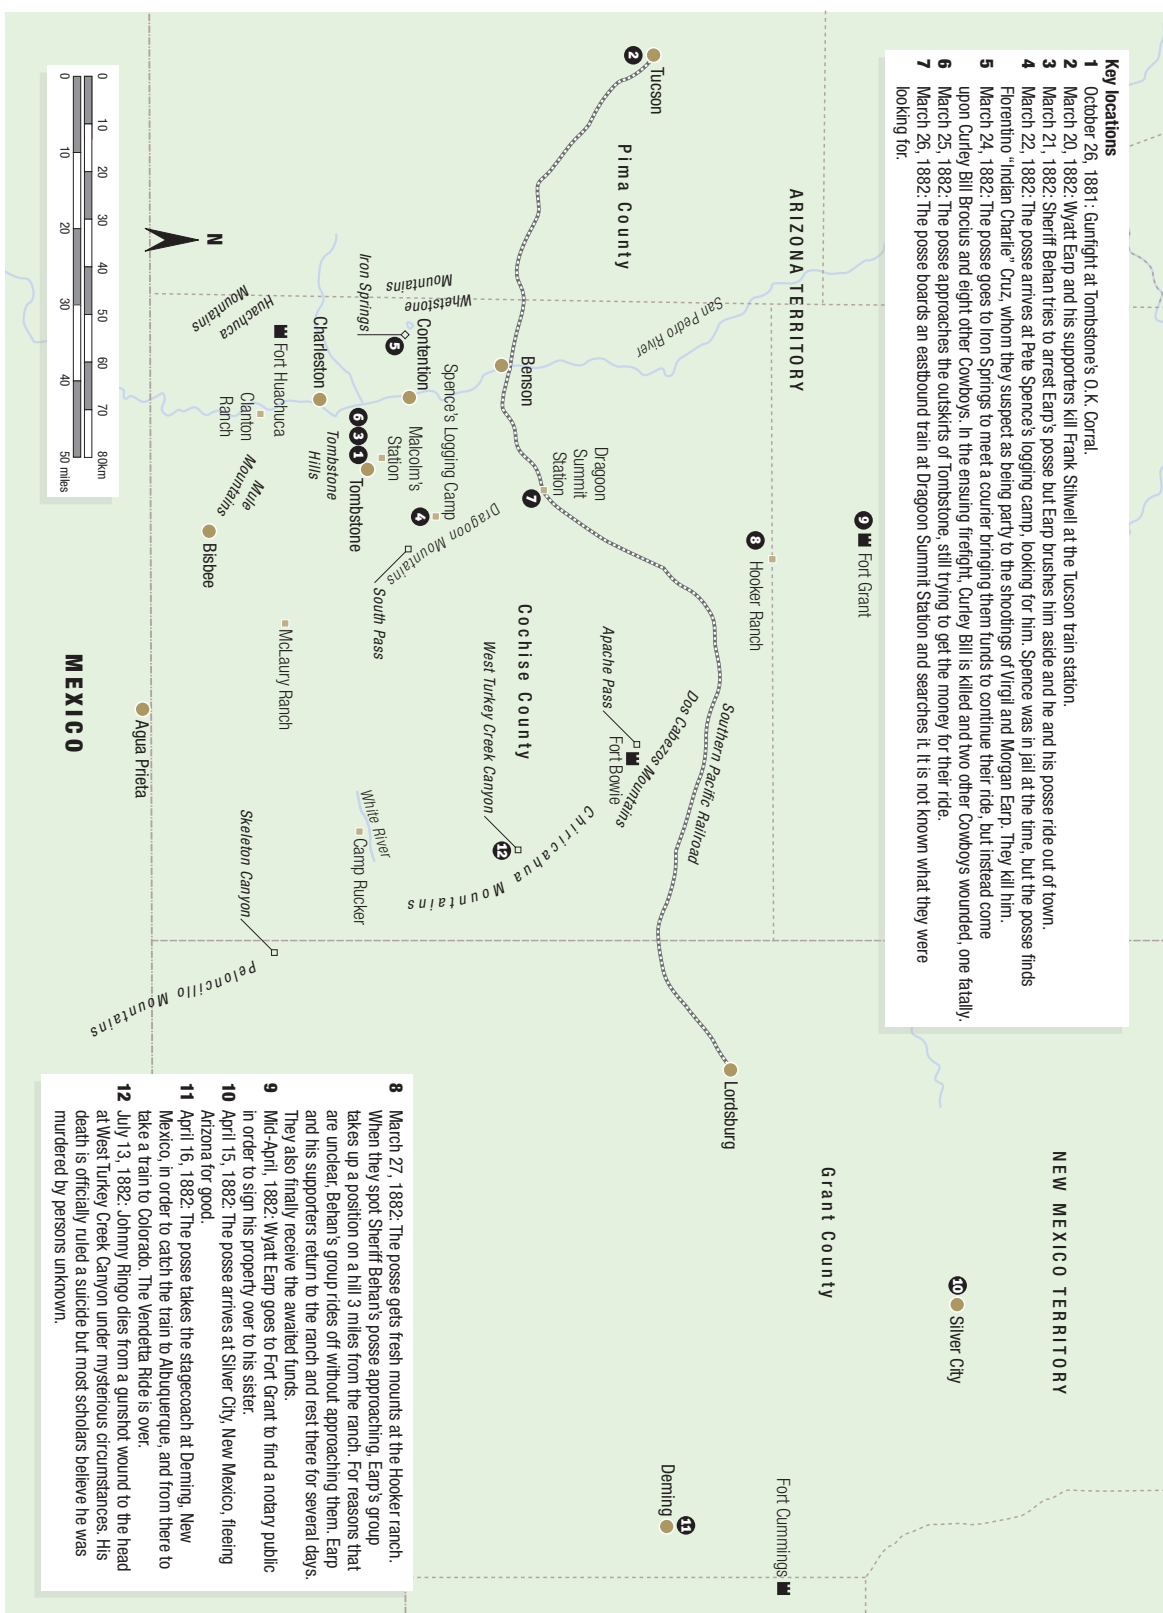 Key locations
1 October 26, 1881: Gunfight at Tombstone's O.K. Corral.
2 March 20, 1882: Wyatt Earp and his supporters kill Frank Stilwell at the Tucson train station.
3 March 21, 1882: Sheriff Behan tries to arrest Earp's posse but Earp brushes him aside and he and his posse ride out of town.
4 March 22, 1882: The posse arrives at Pete Spence's logging camp, looking for him. Spence was in jail at the time, but the posse finds
Florentino "Indian Charlie" Cruz, whom they suspect as being party to the shootings of Virgil and Morgan Earp. They kill him.
5 March 24, 1882: The posse goes to Iron Springs to meet a courier bringing them funds to continue their ride, but instead come
upon Curley Bill Brocius and eight other Cowboys. In the ensuing firefight, Curley Bill is killed and two other Cowboys wounded, one fatally.
6 March 25, 1882: The posse approaches the outskirts of Tombstone, still trying to get the money for their ride.
7 March 26, 1882: The posse boards an eastbound train at Dragoon Summit Station and searches it. It is not known what they were
looking for.
NEW MEXICO TERRITORY
10
Silver City
9
Fort Grant
Grant County
ARIZONA TERRITORY
8
Hooker Ranch
Fort Cummings
Lordsburg
Southern Pacific Railroad
San Pedro River
Dos Cabezos Mountains
11
Deming
2
Tucson
Pima County
Apache Pass
Fort Bowie
Dragoon
Summit
Station
7
Benson
Cochise County
Chiricahua Mountains
12
West Turkey Creek Canyon
Dragoon Mountains
Spence's Logging Camp
4
Whetstone
Mountains
Contention
Malcolm's
Station
5
Iron Springs
South Pass
6 3 1
Tombstone
White River
Camp Rucker
Tombstone
Hills
Charleston
Fort Huachuca
McLaury Ranch
Huachuca
Mountains
Clanton
Ranch
Mule
Mountains
Bisbee
Skeleton Canyon
Peloncillo Mountains
N
Agua Prieta
MEXICO
0 10 20 30 40 50 60 70 80km
0 10 20 30 40 50 miles
8 March 27, 1882: The posse gets fresh mounts at the Hooker ranch.
When they spot Sheriff Behan's posse approaching, Earp's group
takes up a position on a hill 3 miles from the ranch. For reasons that
are unclear, Behan's group rides off without approaching them. Earp
and his supporters return to the ranch and rest there for several days.
They also finally receive the awaited funds.
9 Mid-April, 1882: Wyatt Earp goes to Fort Grant to find a notary public
in order to sign his property over to his sister.
10 April 15, 1882: The posse arrives at Silver City, New Mexico, fleeing
Arizona for good.
11 April 16, 1882: The posse takes the stagecoach at Deming, New
Mexico, in order to catch the train to Albuquerque, and from there to
take a train to Colorado. The Vendetta Ride is over.
12 July 13, 1882: Johnny Ringo dies from a gunshot wound to the head
at West Turkey Creek Canyon under mysterious circumstances. His
death is officially ruled a suicide but most scholars believe he was
murdered by persons unknown.